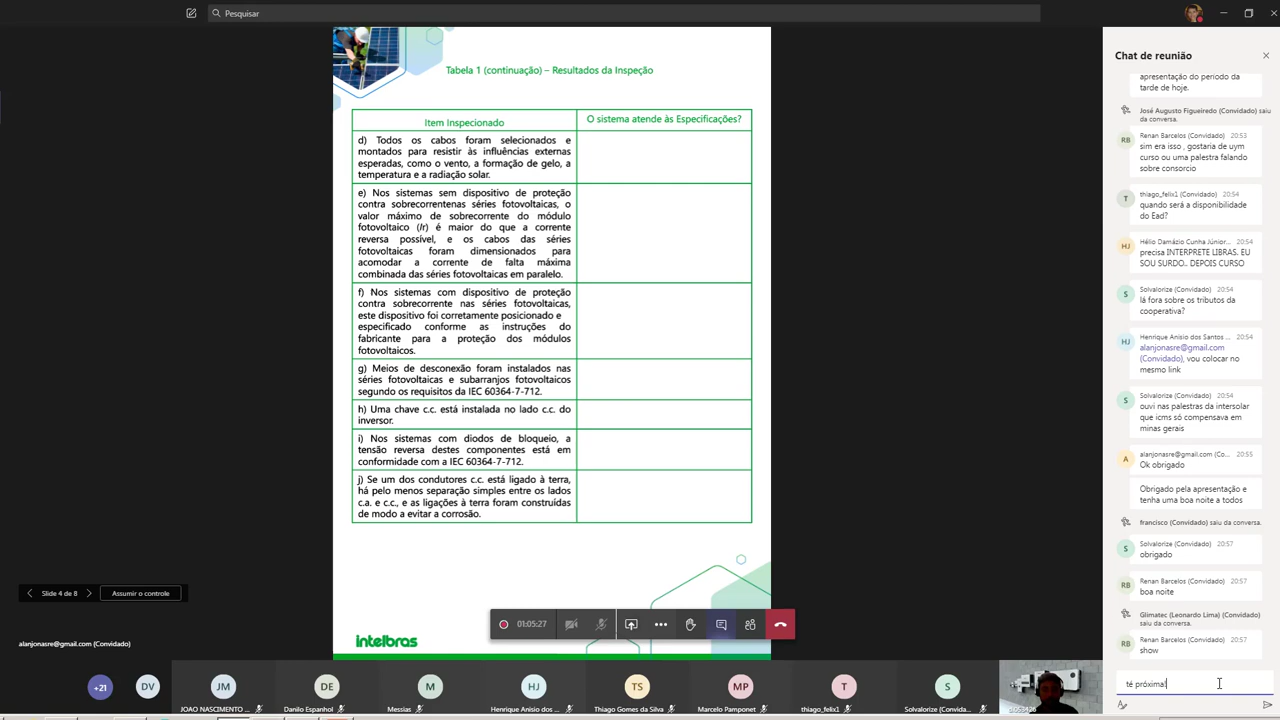 Pesquisar
Tabela 1 (continuação) – Resultados da Inspeção
Item Inspecionado
O sistema atende às Especificações?
d) Todos os cabos foram selecionados e
montados para resistir às influências externas
esperadas, como o vento, a formação de gelo, a
temperatura e a radiação solar.
e) Nos sistemas sem dispositivo de proteção
contra sobrecorrentenas séries fotovoltaicas, o
valor máximo de sobrecorrente do módulo
fotovoltaico (Ir) é maior do que a corrente
reversa possível, e os cabos das séries
fotovoltaicas foram dimensionados para
acomodar a corrente de falta máxima
combinada das séries fotovoltaicas em paralelo.
f) Nos sistemas com dispositivo de proteção
contra sobrecorrente nas séries fotovoltaicas,
este dispositivo foi corretamente posicionado e
especificado conforme as instruções do
fabricante para a proteção dos módulos
fotovoltaicos.
g) Meios de desconexão foram instalados nas
séries fotovoltaicas e subarranjos fotovoltaicos
segundo os requisitos da IEC 60364-7-712.
h) Uma chave c.c. está instalada no lado c.c. do
inversor.
i) Nos sistemas com diodos de bloqueio, a
tensão reversa destes componentes está em
conformidade com a IEC 60364-7-712.
j) Se um dos condutores c.c. está ligado à terra,
há pelo menos separação simples entre os lados
c.a. e c.c., e as ligações à terra foram construídas
de modo a evitar a corrosão.
intelbras
Slide 4 de 8
Assumir o controle
01:05:27
alanjonasre@gmail.com (Convidado)
+21
DV
JM
JOAO NASCIMENTO
DE
Danilo Espanhol
M
Messias
HJ
Henrique Anisio dos...
TS
Thiago Gomes da Silva
MP
Marcelo Pamponet
T
thiago_felix1
S
Solvalorize (Convida...
Chat de reunião
apresentação do periodo da
tarde de hoje.
José Augusto Figueiredo (Convidado) saiu
da conversa.
RB
Renan Barcelos (Convidado) 20:53
sim era isso , gostaria de uym
curso ou uma palestra falando
sobre consorcio
T
thiago_felix1 (Convidado) 20:54
quando será a disponibilidade
do Ead?
HJ
Hélio Damázio Cunha Júnior... 20:54
precisa INTERPRETE LIBRAS. EU
SOU SURDO.. DEPOIS CURSO
S
Solvalorize (Convidado) 20:54
lá fora sobre os tributos da
cooperativa?
HJ
Henrique Anisio dos Santos ... 20:54
alanjonasre@gmail.com
(Convidado), vou colocar no
mesmo link
S
Solvalorize (Convidado) 20:54
ouvi nas palestras da intersolar
que icms só compensava em
minas gerais
A
alanjonasre@gmail.com (Co... 20:55
Ok obrigado
Obrigado pela apresentação e
tenha uma boa noite a todos
francisco (Convidado) saiu da conversa.
S
Solvalorize (Convidado) 20:57
obrigado
RB
Renan Barcelos (Convidado) 20:57
boa noite
Glimatec (Leonardo Lima) (Convidado)
saiu da conversa.
RB
Renan Barcelos (Convidado) 20:57
show
té próxima!